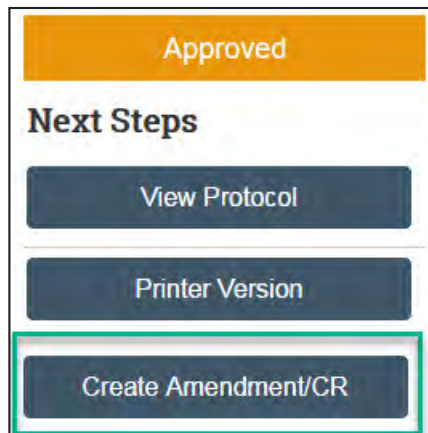 Approved
Next Steps
View Protocol
Printer Version
Create Amendment/CR